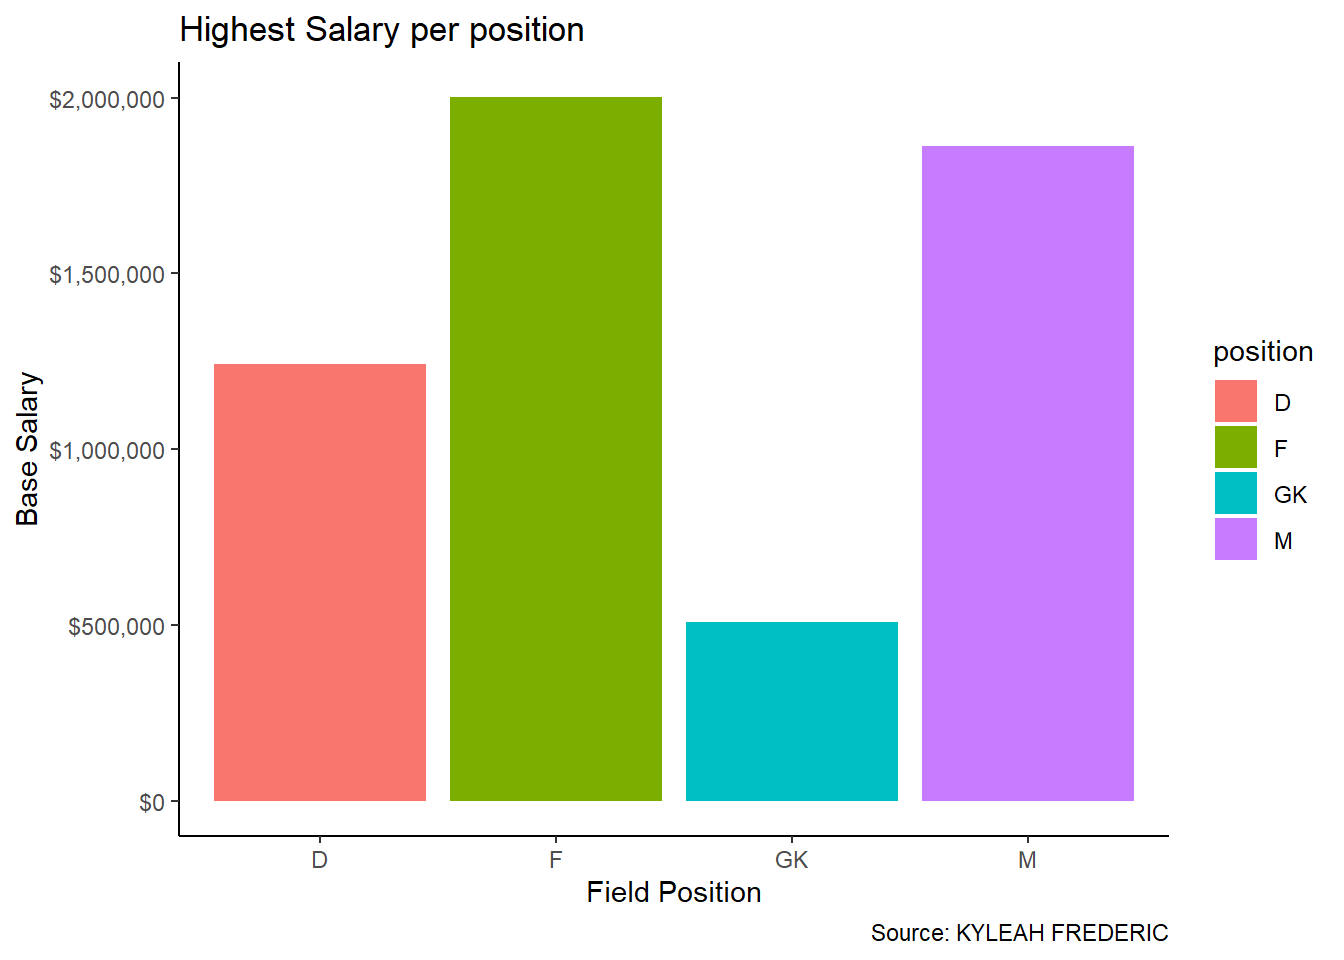 Highest Salary per position
$2,000,000
$1,500,000
$1,000,000
$500,000
$0
Base Salary
D
F
GK
M
Field Position
position
D
F
GK
M
Source: KYLEAH FREDERIC